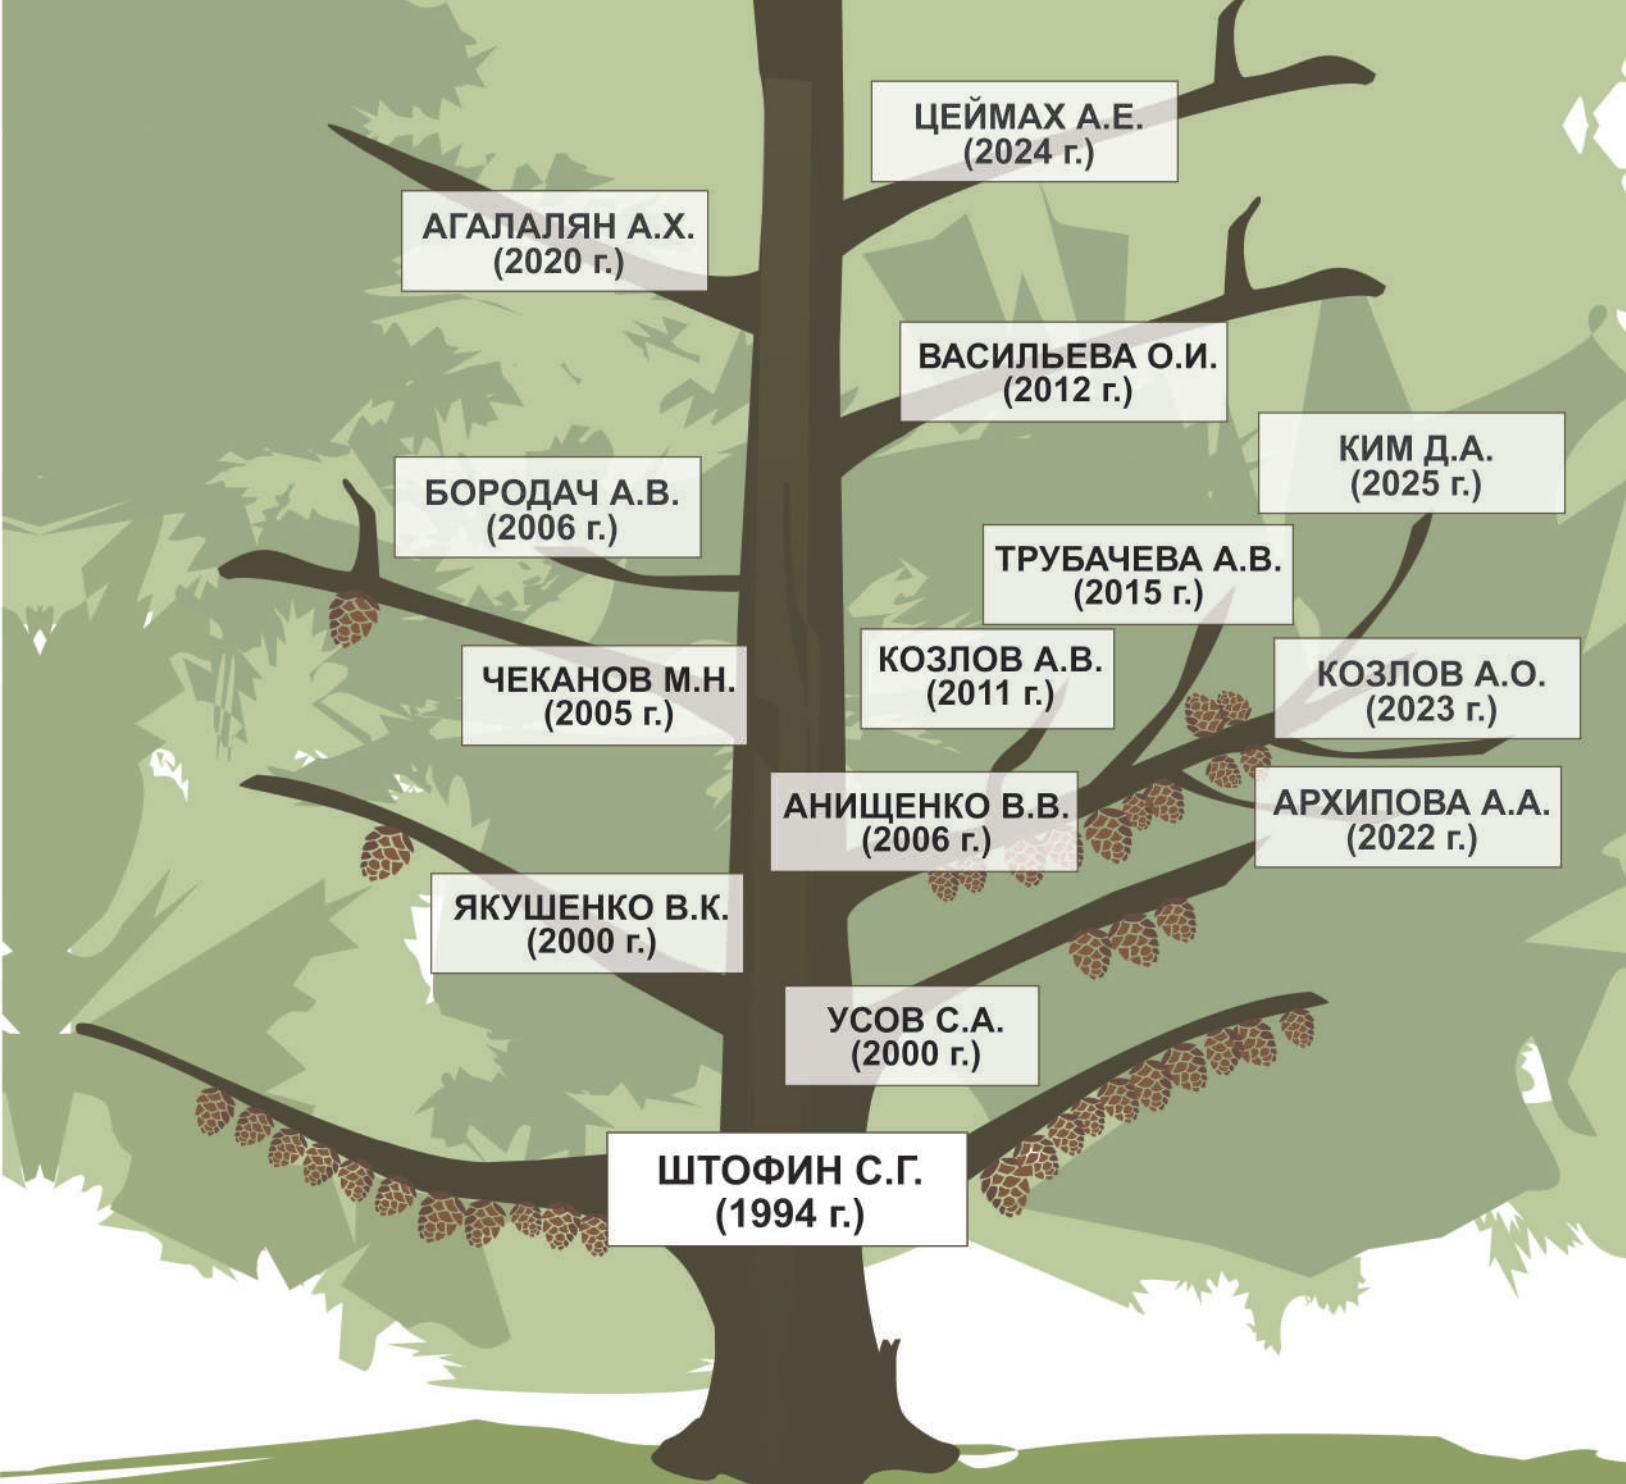 ЦЕЙМАХ А.Е.
(2024 г.)
АГАЛАЛЯН А.Х.
(2020 г.)
ВАСИЛЬЕВА О.И.
(2012 г.)
КИМ Д.А.
(2025 г.)
БОРОДАЧ А.В.
(2006 г.)
ТРУБАЧЕВА А.В.
(2015 г.)
КОЗЛОВ А.В.
(2011 г.)
КОЗЛОВ А.О.
(2023 г.)
ЧЕКАНОВ М.Н.
(2005 г.)
АНИЩЕНКО В.В.
(2006 г.)
АРХИПОВА А.А.
(2022 г.)
ЯКУШЕНКО В.К.
(2000 г.)
УСОВ С.А.
(2000 г.)
ШТОФИН С.Г.
(1994 г.)